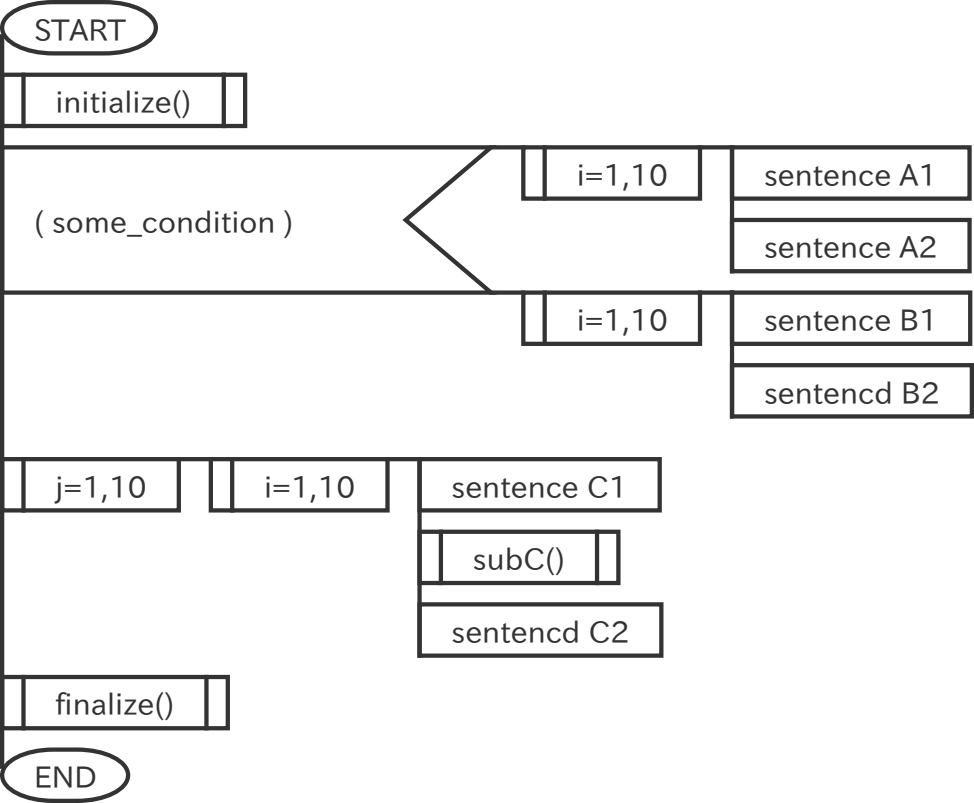 START
initialize()
i=1,10
sentence A1
( some_condition )
sentence A2
i=1,10
sentence B1
sentencd B2
j=1,10
i=1,10
sentence C1
subC()
sentencd C2
finalize()
END